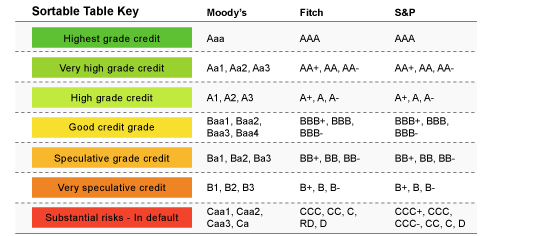 Sortable Table Key Moody's Fitch S&P
Highest grade credit Aaa AAA AAA
Very high grade credit Aa1, Aa2, Aa3 AA+, AA, AA- AA+, AA, AA-
High grade credit A1, A2, A3 A+, A, A- A+, A, A-
Good credit grade Baa1, Baa2, Baa3, Baa4 BBB+, BBB, BBB- BBB+, BBB, BBB-
Speculative grade credit Ba1, Ba2, Ba3 BB+, BB, BB- BB+, BB, BB-
Very speculative credit B1, B2, B3 B+, B, B- B+, B, B-
Substantial risks - In default Caa1, Caa2, Caa3, Ca CCC, CC, C, RD, D CCC+, CCC, CCC-, CC, C, D